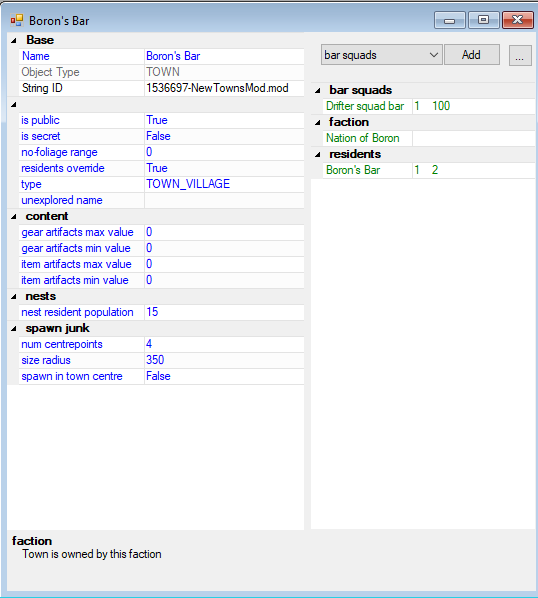 Boron's Bar
Base
Name Boron's Bar
Object Type TOWN
String ID 1536697-NewTownsMod.mod
is public True
is secret False
no-foliage range 0
residents override True
type TOWN_VILLAGE
unexplored name
content
gear artifacts max value 0
gear artifacts min value 0
item artifacts max value 0
item artifacts min value 0
nests
nest resident population 15
spawn junk
num centrepoints 4
size radius 350
spawn in town centre False
bar squads Add ...
bar squads
Drifter squad bar 1 100
faction
Nation of Boron
residents
Boron's Bar 1 2
faction
Town is owned by this faction